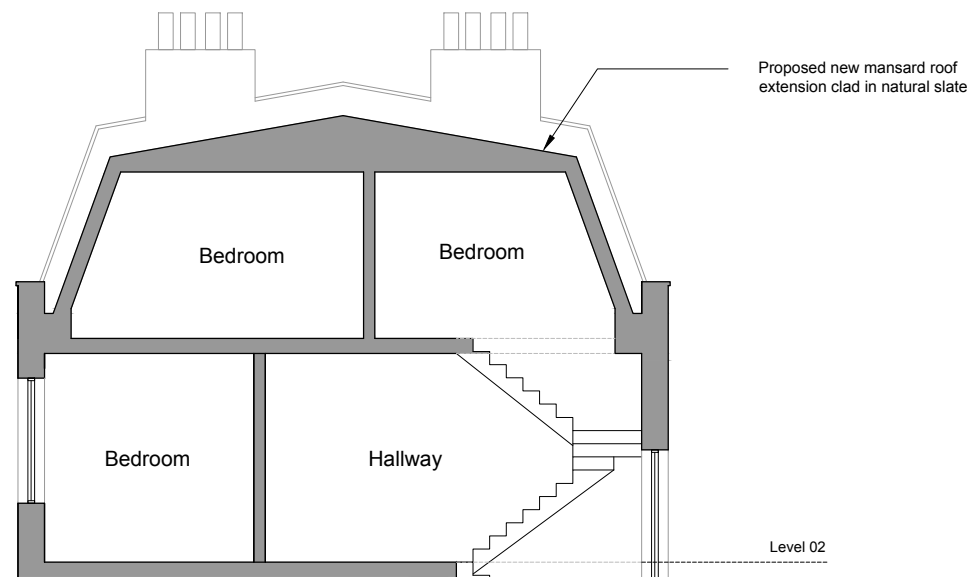 Proposed new mansard roof
extension clad in natural slate
Bedroom
Bedroom
Bedroom
Hallway
Level 02